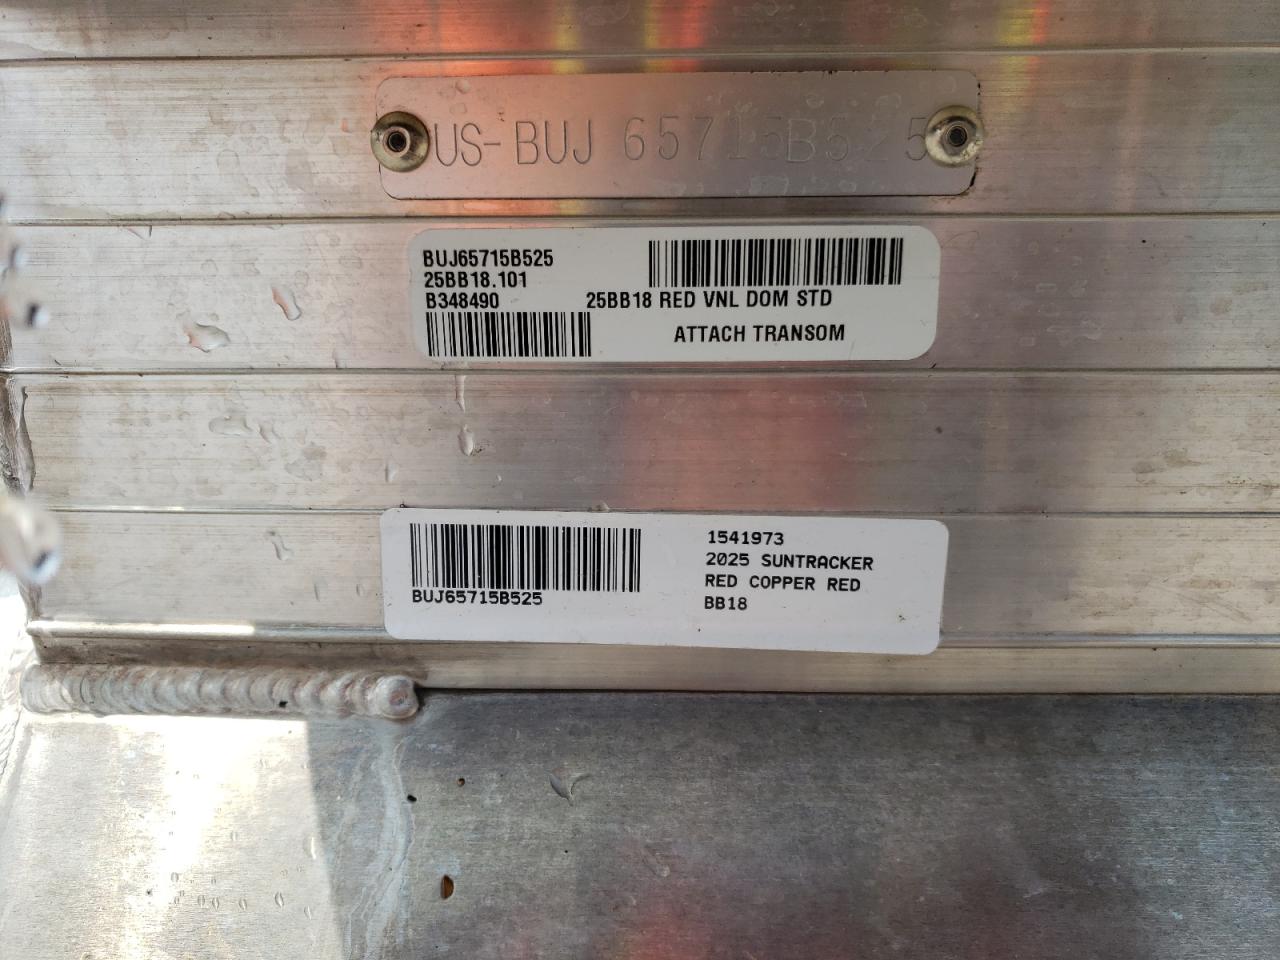 US-BUJ 65715B525
BUJ65715B525
25BB18.101
B348490
25BB18 RED VNL DOM STD
ATTACH TRANSOM
BUJ65715B525
1541973
2025 SUNTRACKER
RED COPPER RED
BB18